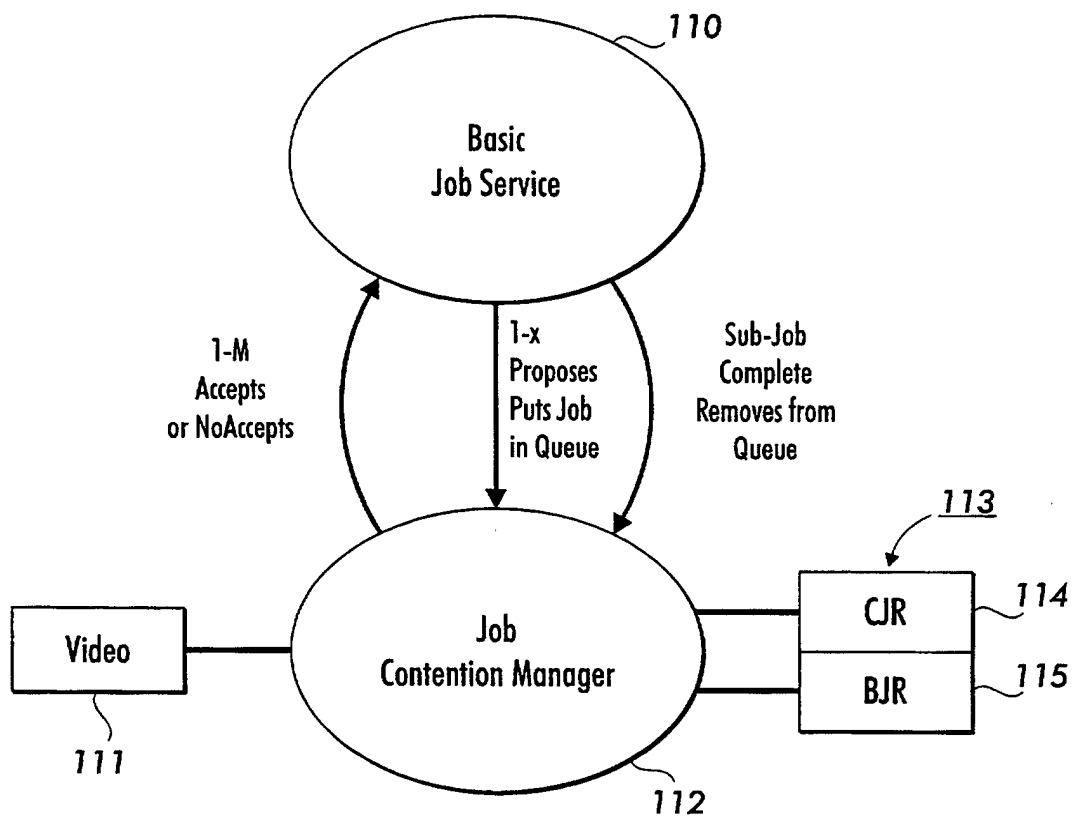 110
Basic
Job Service
1-M
Accepts
or NoAccepts
1-x
Proposes
Puts Job
in Queue
Sub-Job
Complete
Removes from
Queue
113
Video
111
Job
Contention Manager
112
CJR
114
BJR
115